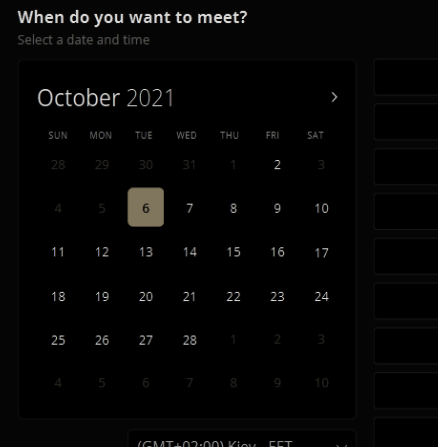 When do you want to meet?
Select a date and time
October 2021 >
SUN MON TUE WED THU FRI SAT
28 29 30 31 1 2 3
4 5 6 7 8 9 10
11 12 13 14 15 16 17
18 19 20 21 22 23 24
25 26 27 28 1 2 3
4 5 6 7 8 9 10
(GMT+02:00) Kiev - EET